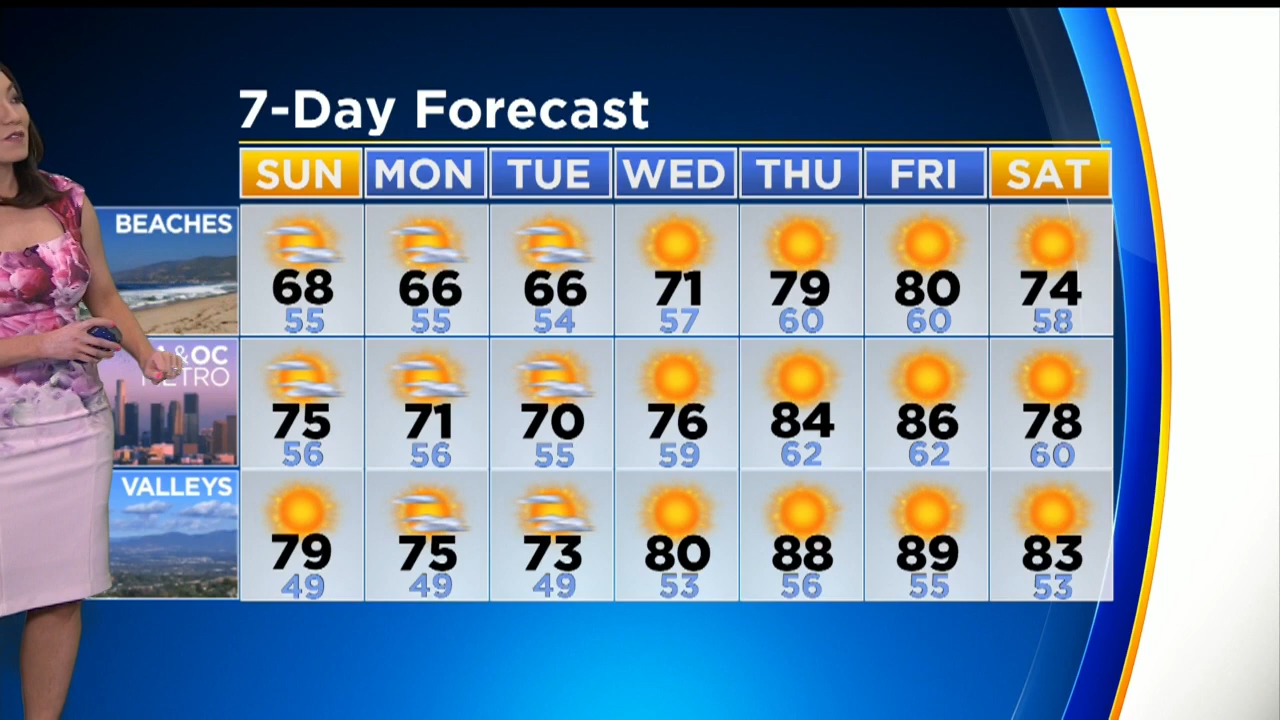 7-Day Forecast
SUN MON TUE WED THU FRI SAT
BEACHES
68 66 66 71 79 80 74
55 55 54 57 60 60 58
&OC
METRO
75 71 70 76 84 86 78
56 56 55 59 62 62 60
VALLEYS
79 75 73 80 88 89 83
49 49 49 53 56 55 53